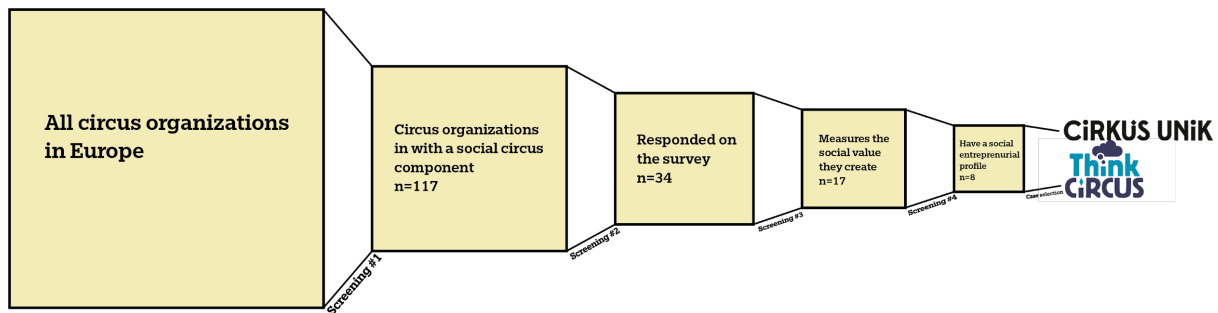 All circus organizations
in Europe
Screening #1
Circus organizations
in with a social circus
component
n=117
Screening #2
Responded on
the survey
n=34
Screening #3
Measures the
social value
they create
n=17
Screening #4
Have a social
entreprenurial
profile
n=8
Case selection
CiRKUS UNiK
Think
CiRCUS